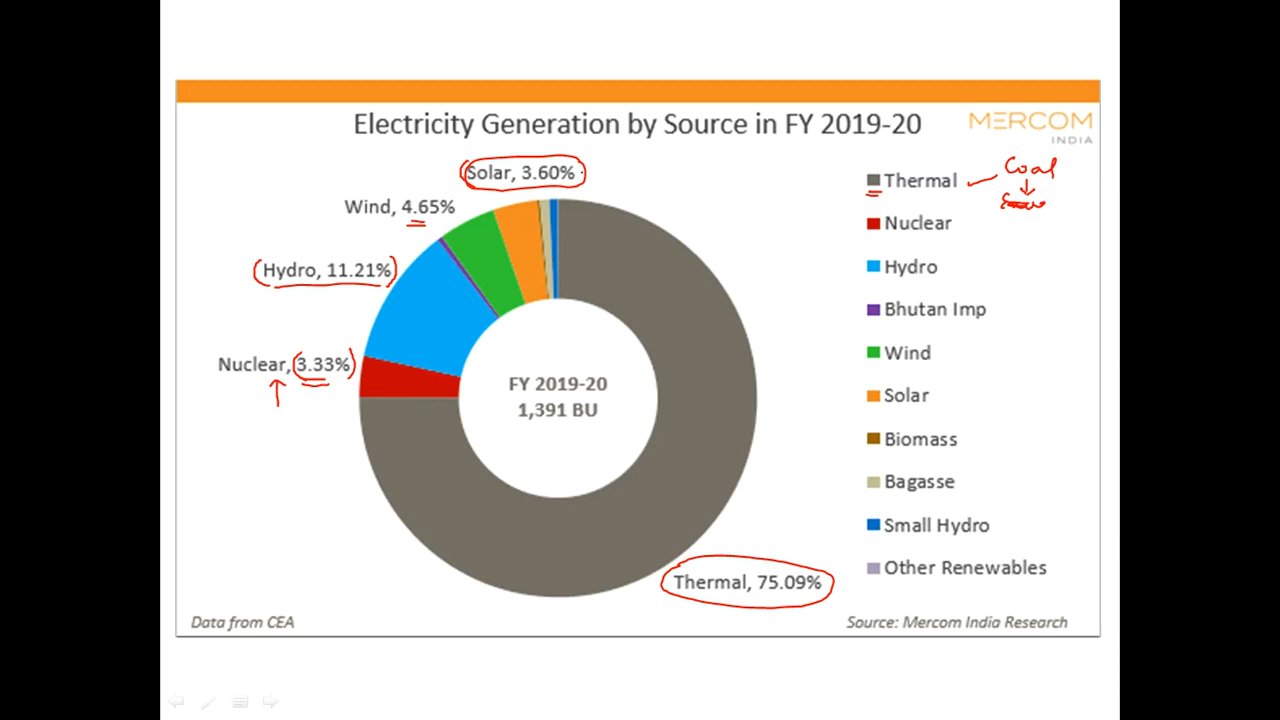 Electricity Generation by Source in FY 2019-20
MERCOM
INDIA
Solar, 3.60%
Wind, 4.65%
Hydro, 11.21%
Nuclear, 3.33%
FY 2019-20
1,391 BU
Thermal, 75.09%
Thermal
Coal
Nuclear
Hydro
Bhutan Imp
Wind
Solar
Biomass
Bagasse
Small Hydro
Other Renewables
Data from CEA
Source: Mercom India Research